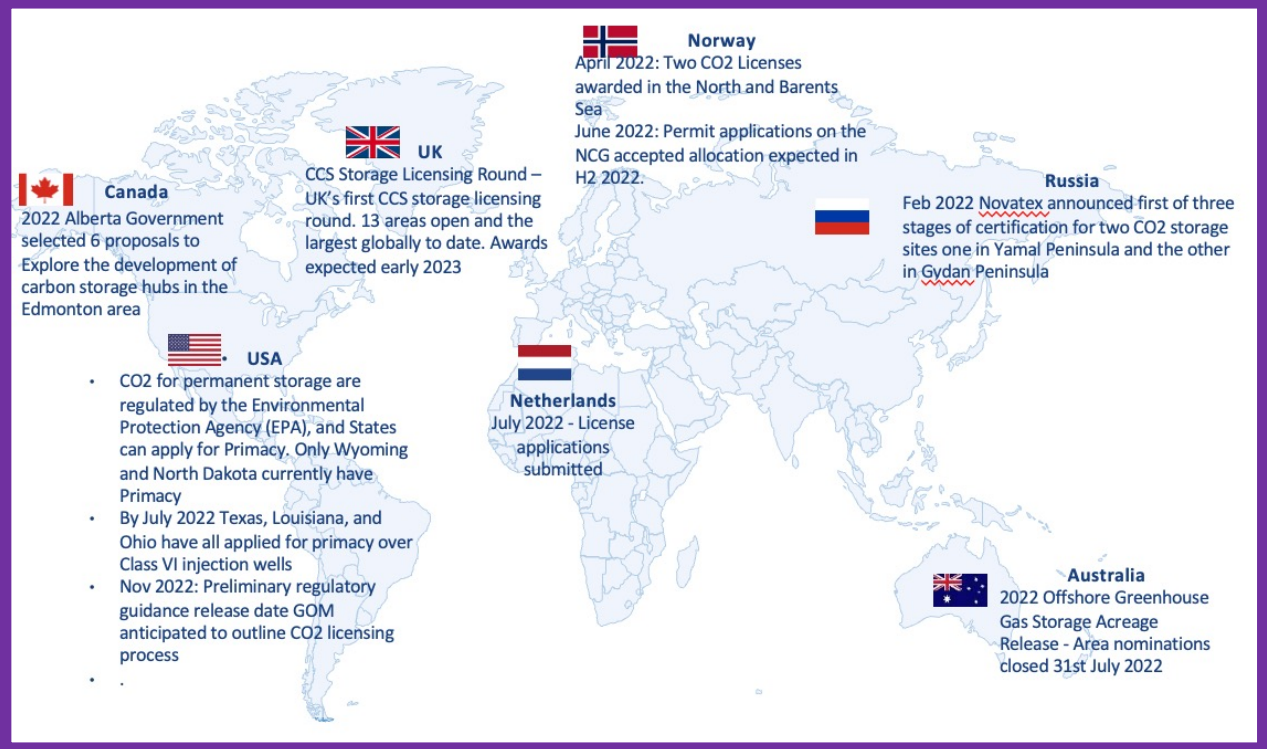 Norway
April 2022: Two CO2 Licenses
awarded in the North and Barents
Sea
June 2022: Permit applications on the
NCG accepted allocation expected in
H2 2022.
UK
CCS Storage Licensing Round –
UK's first CCS storage licensing
round. 13 areas open and the
largest globally to date. Awards
expected early 2023
Canada
2022 Alberta Government
selected 6 proposals to
Explore the development of
carbon storage hubs in the
Edmonton area
Russia
Feb 2022 Novatex announced first of three
stages of certification for two CO2 storage
sites one in Yamal Peninsula and the other
in Gydan Peninsula
• USA
• CO2 for permanent storage are
regulated by the Environmental
Protection Agency (EPA), and States
can apply for Primacy. Only Wyoming
and North Dakota currently have
Primacy
• By July 2022 Texas, Louisiana, and
Ohio have all applied for primacy over
Class VI injection wells
• Nov 2022: Preliminary regulatory
guidance release date GOM
anticipated to outline CO2 licensing
process
• .
Netherlands
July 2022 - License
applications
submitted
Australia
2022 Offshore Greenhouse
Gas Storage Acreage
Release - Area nominations
closed 31st July 2022